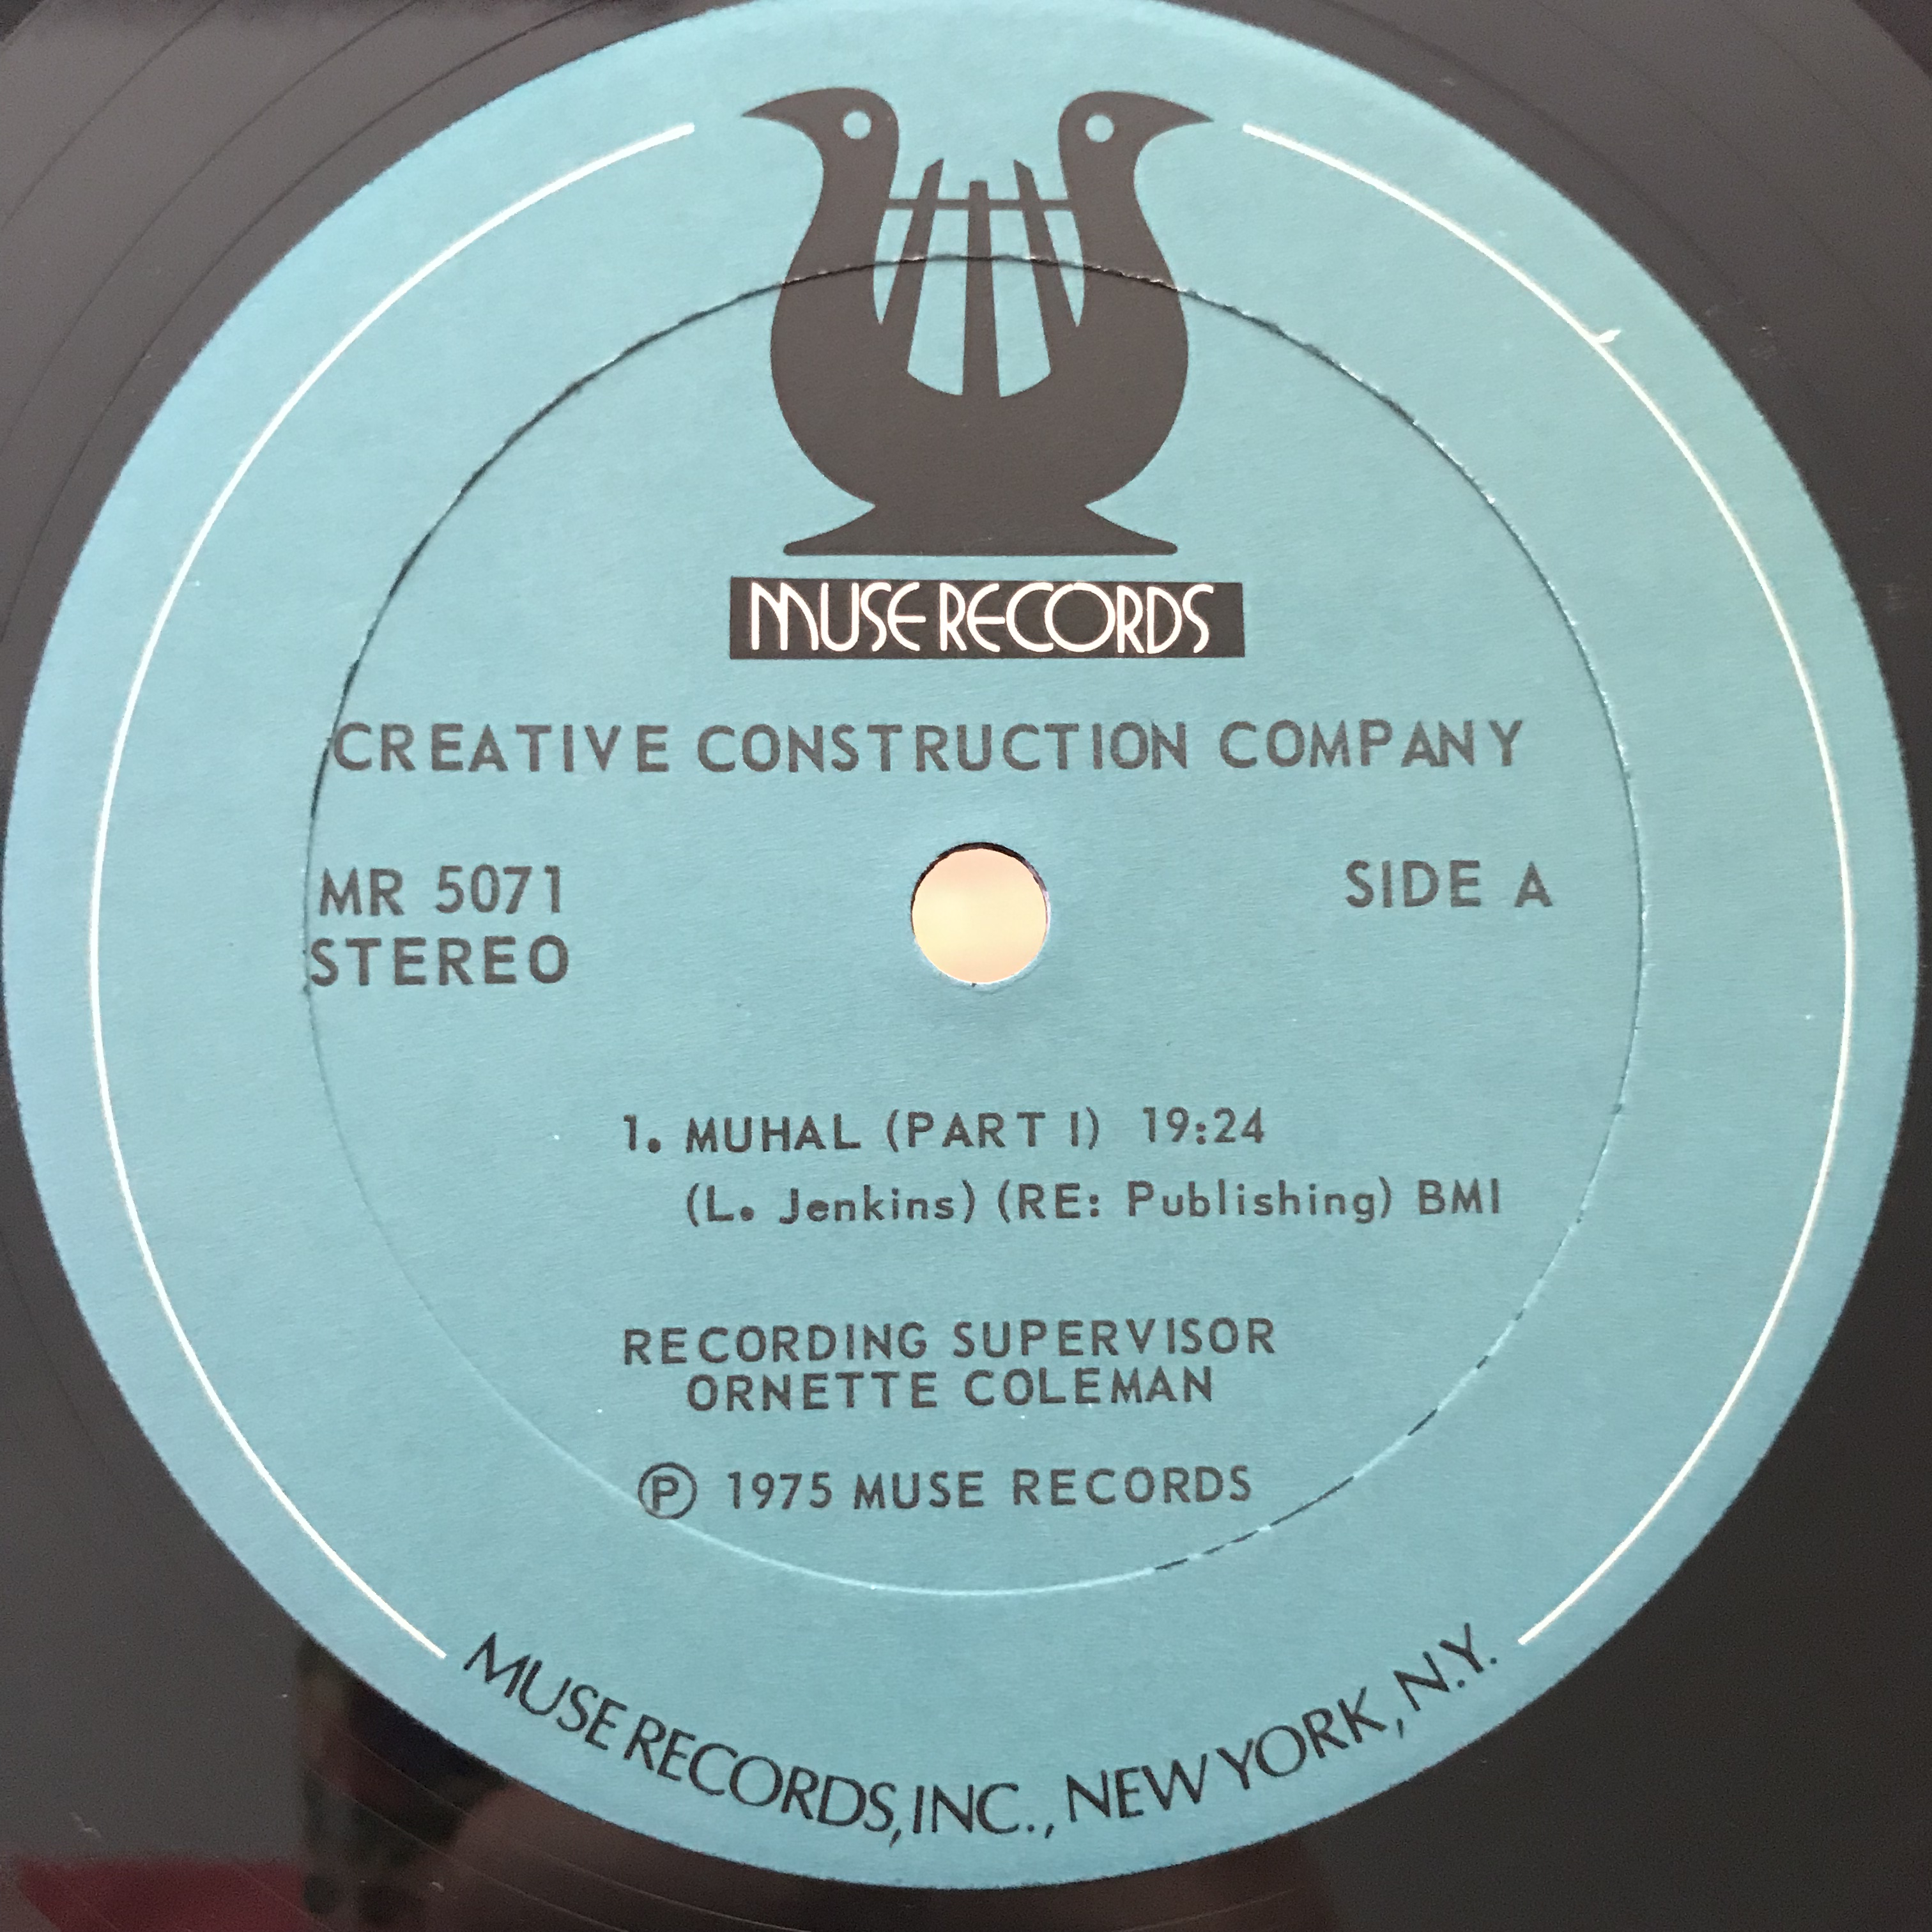 MUSE RECORDS
CREATIVE CONSTRUCTION COMPANY
MR 5071
STEREO
SIDE A
1. MUHAL (PART I) 19:24
(L. Jenkins) (RE: Publishing) BMI
RECORDING SUPERVISOR
ORNETTE COLEMAN
Ⓟ 1975 MUSE RECORDS
MUSE RECORDS, INC., NEW YORK, N.Y.